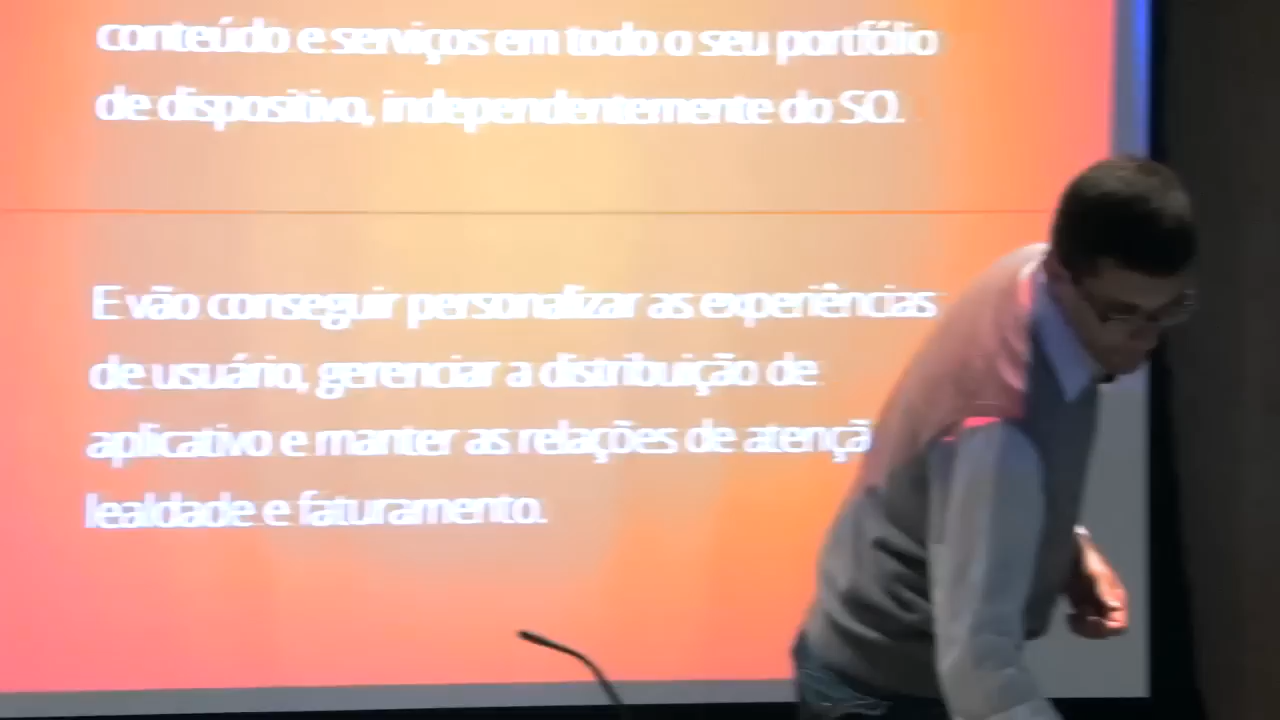 conteúdo e serviços em todo o seu portfólio
de dispositivo, independentemente do SO.
E vão conseguir personalizar as experiências
de usuário, gerenciar a distribuição de
aplicativo e manter as relações de atençã
lealdade e faturamento.